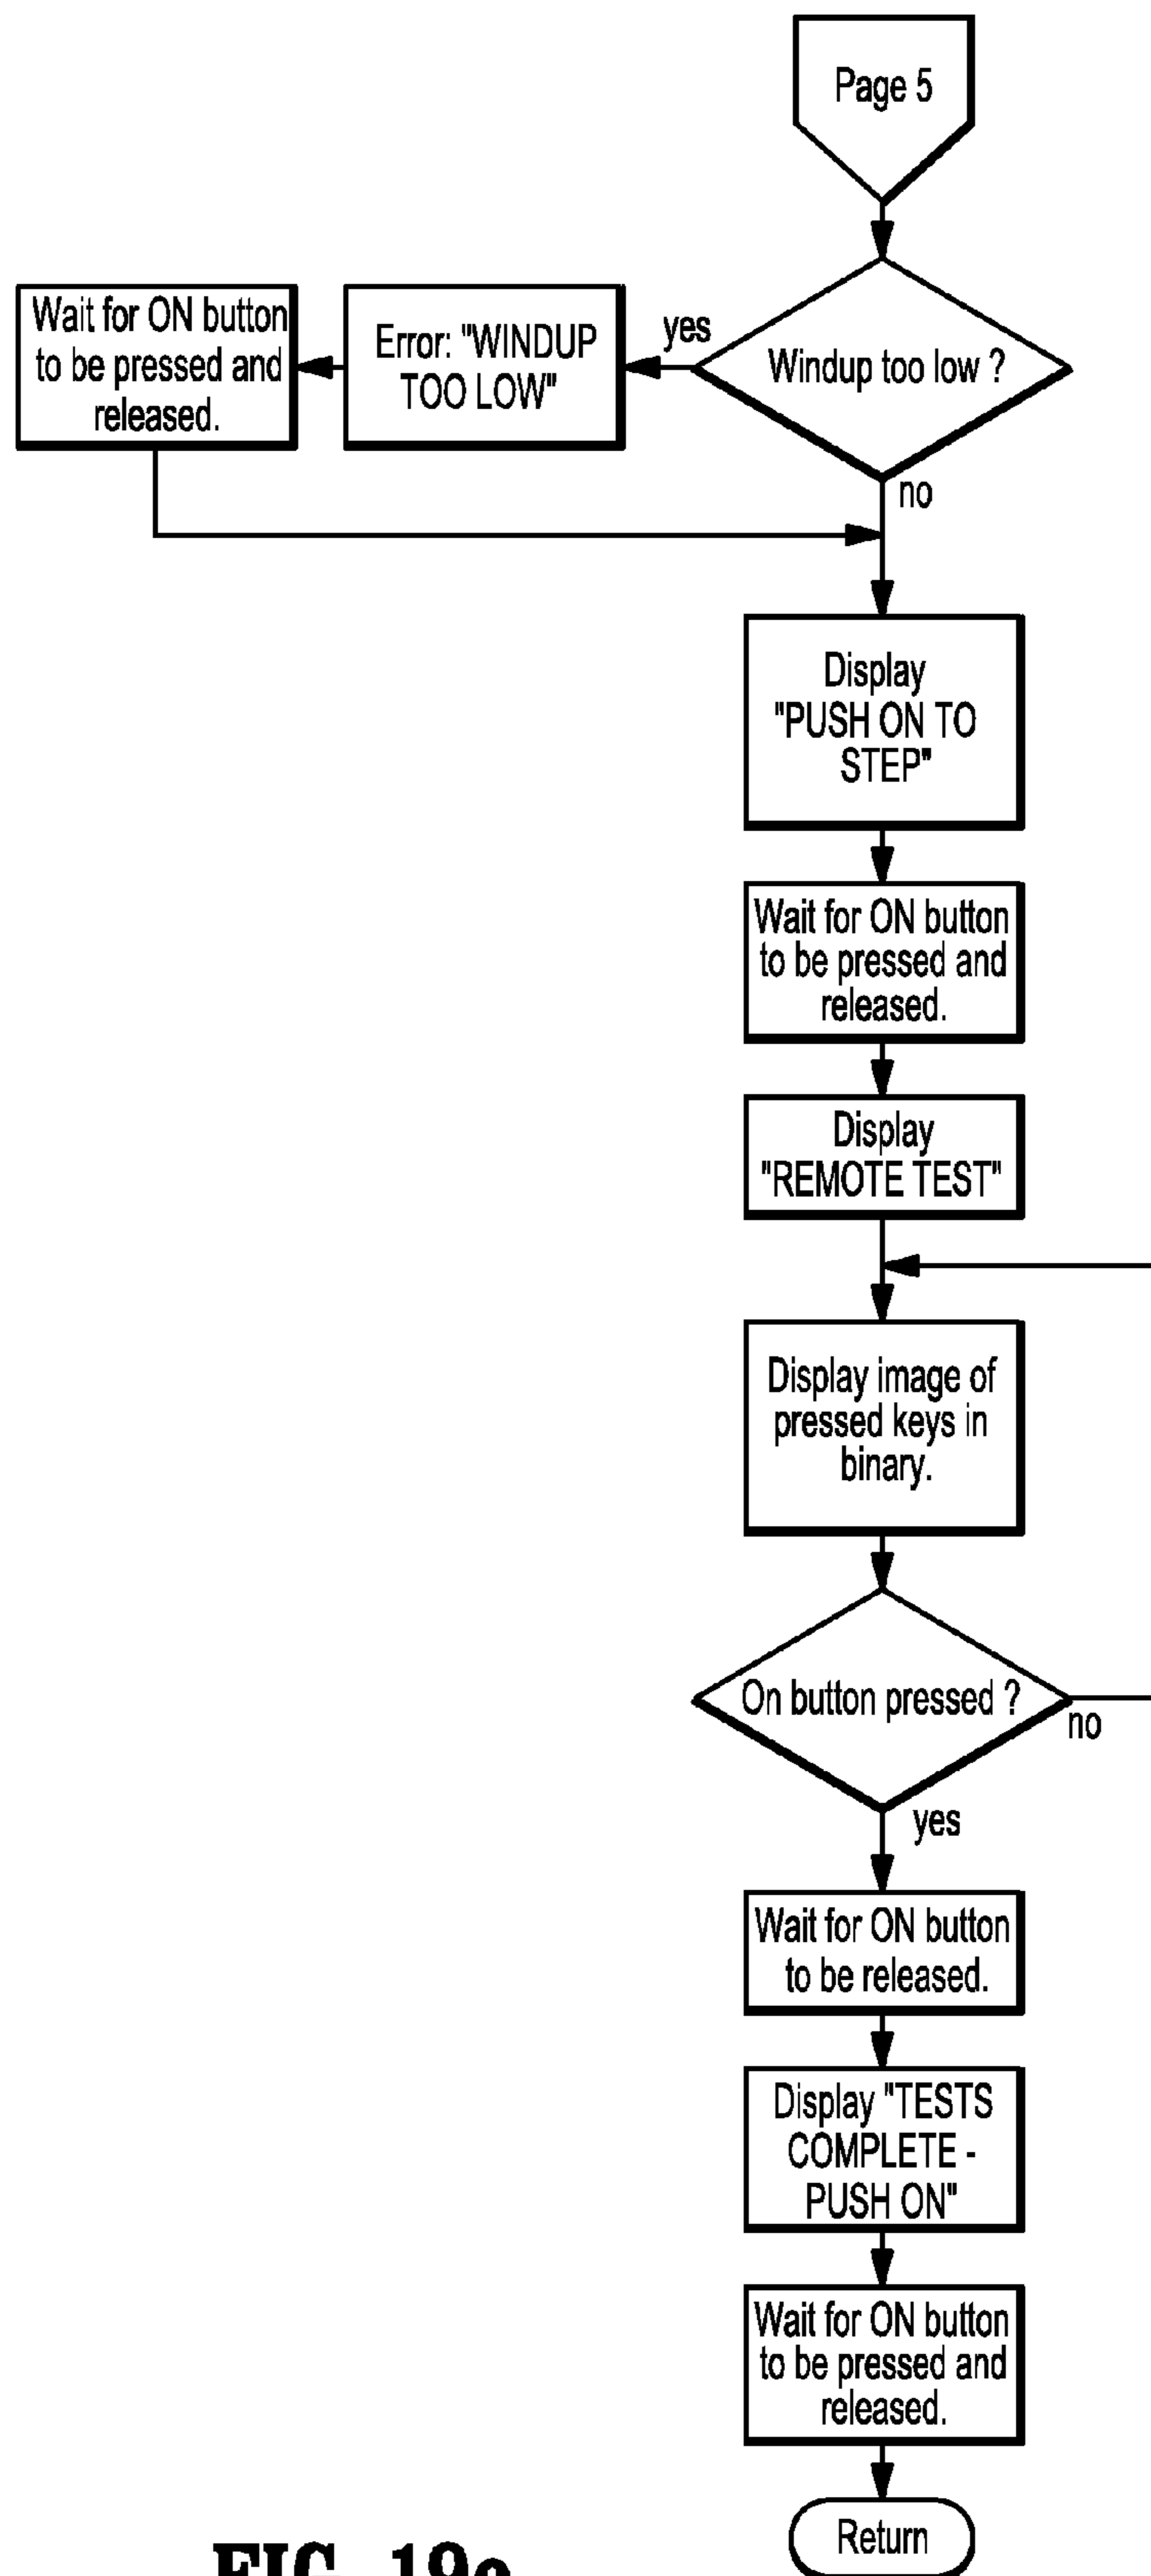 Page 5
Windup too low ?
yes
Error: "WINDUP
TOO LOW"
Wait for ON button
to be pressed and
released.
no
Display
"PUSH ON TO
STEP"
Wait for ON button
to be pressed and
released.
Display
"REMOTE TEST"
Display image of
pressed keys in
binary.
On button pressed ?
no
yes
Wait for ON button
to be released.
Display "TESTS
COMPLETE -
PUSH ON"
Wait for ON button
to be pressed and
released.
Return
FIG. 19e